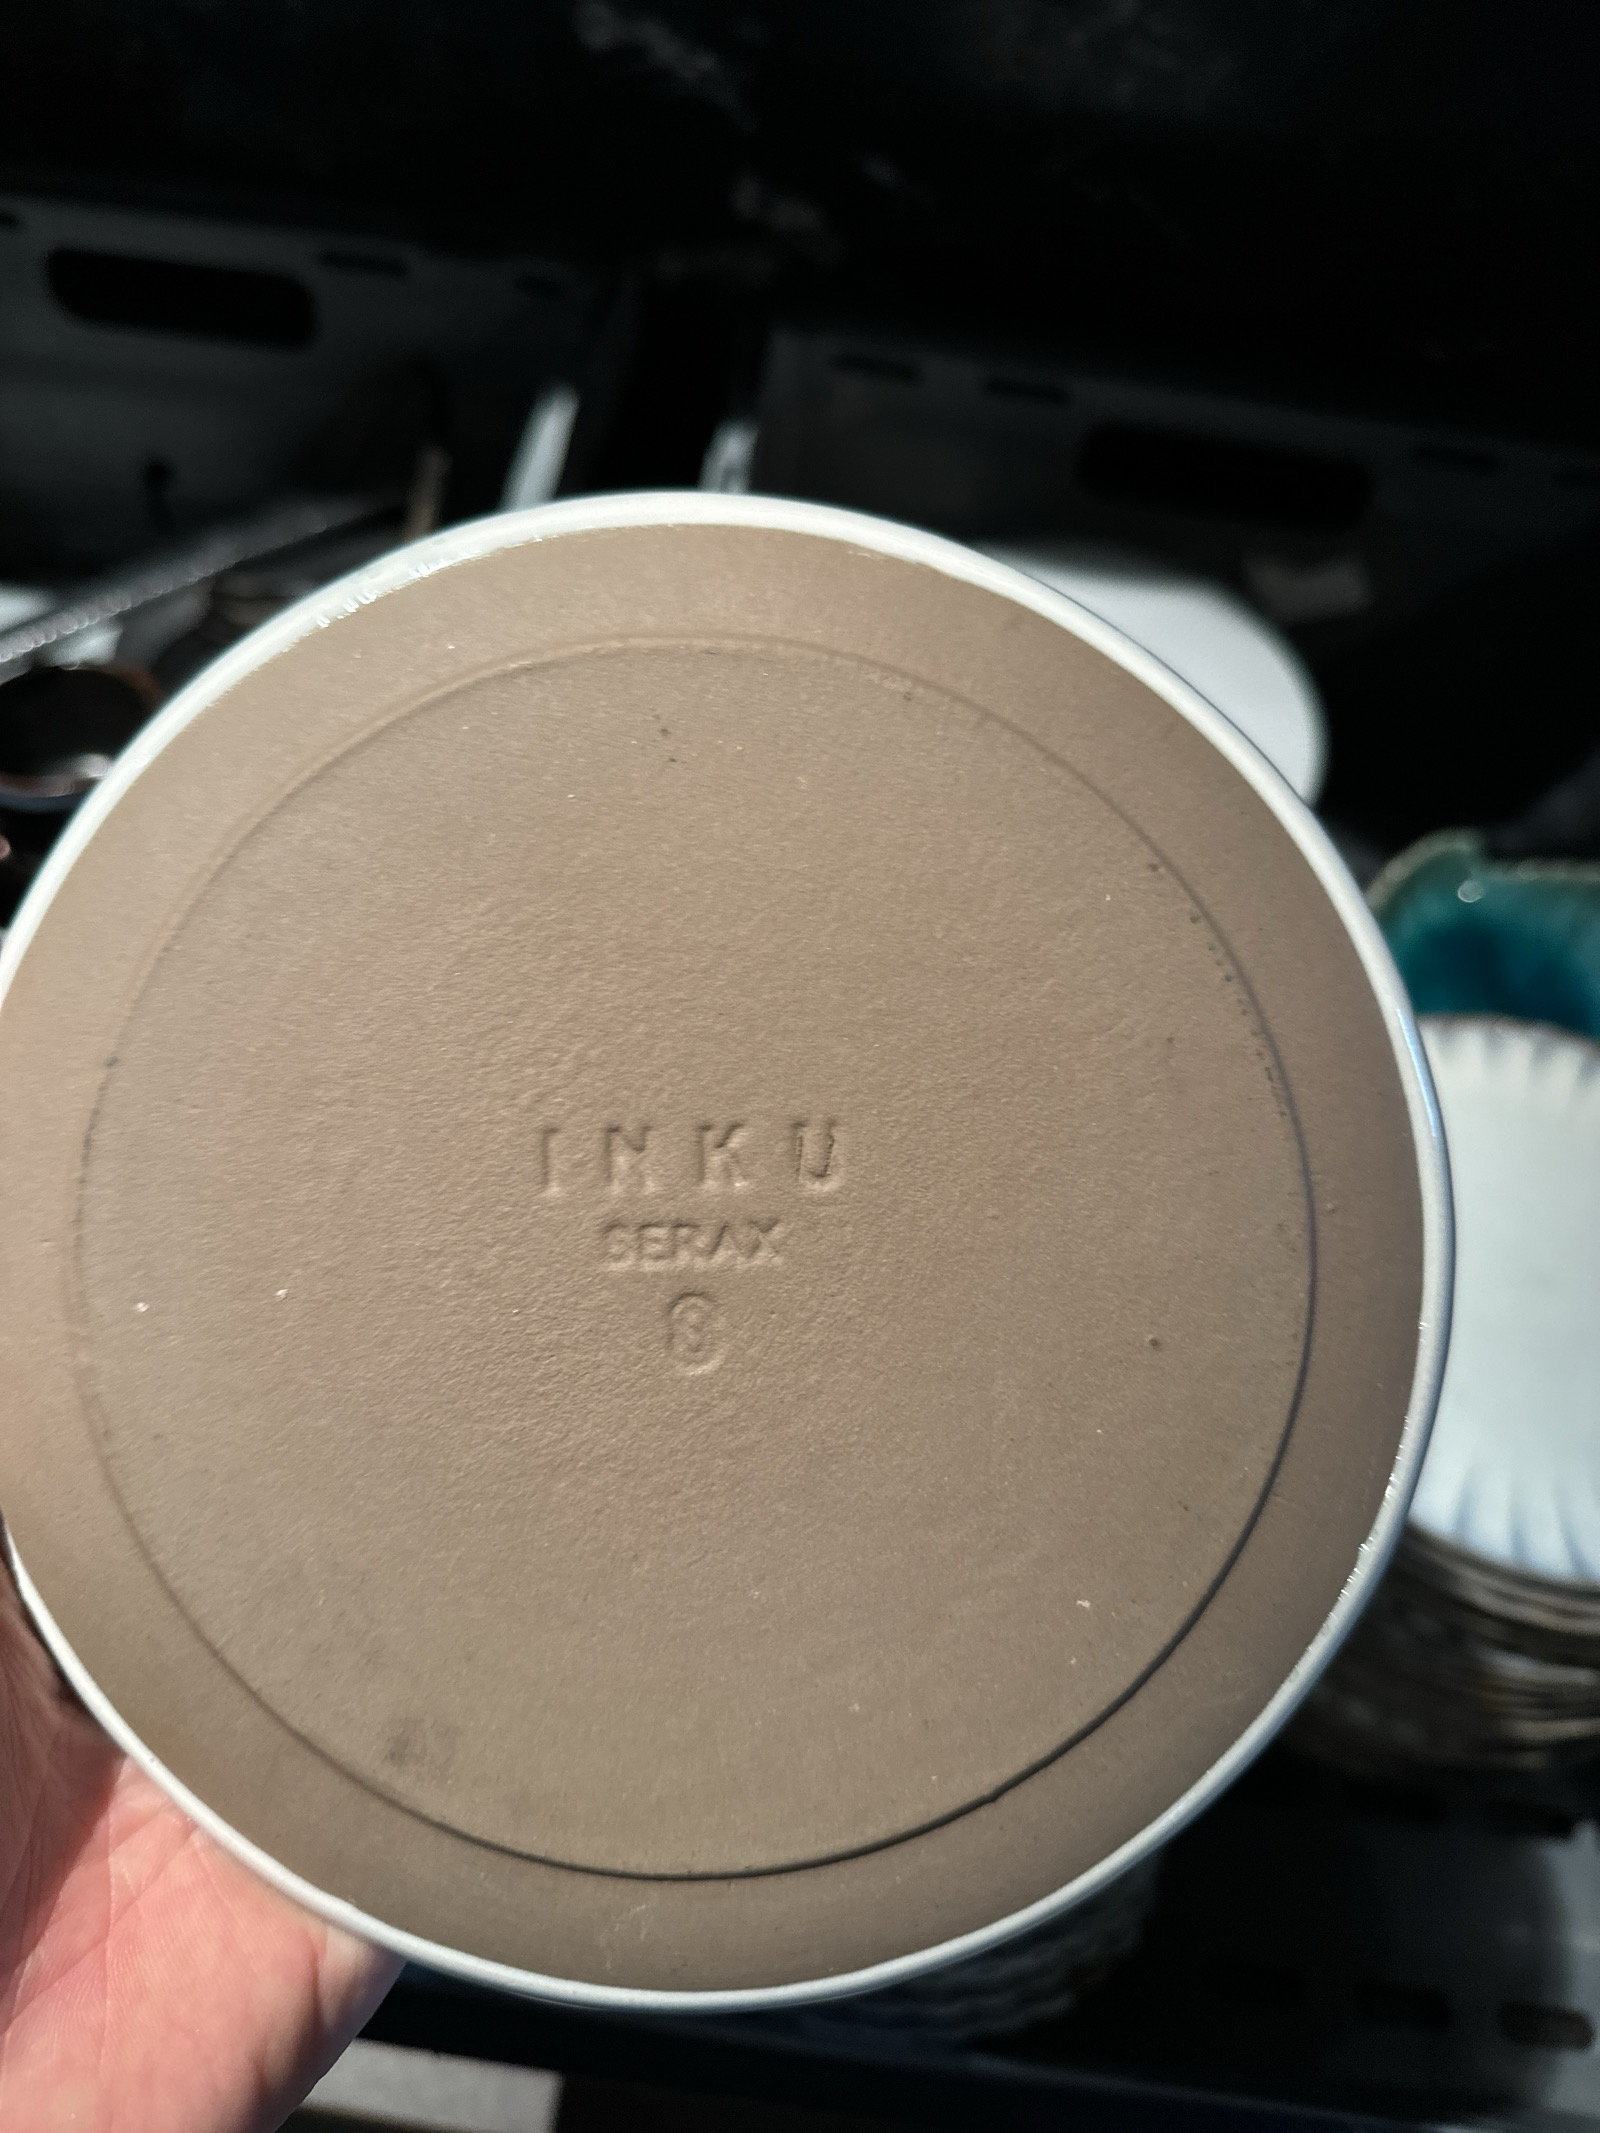 INKU
SERAX
S